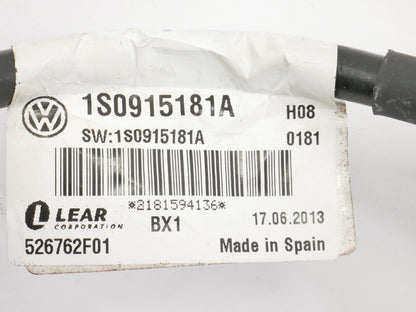 1S0915181A H08
SW:1S0915181A 0181
*2181594136*
LEAR BX1 17.06.2013
CORPORATION
526762F01 Made in Spain